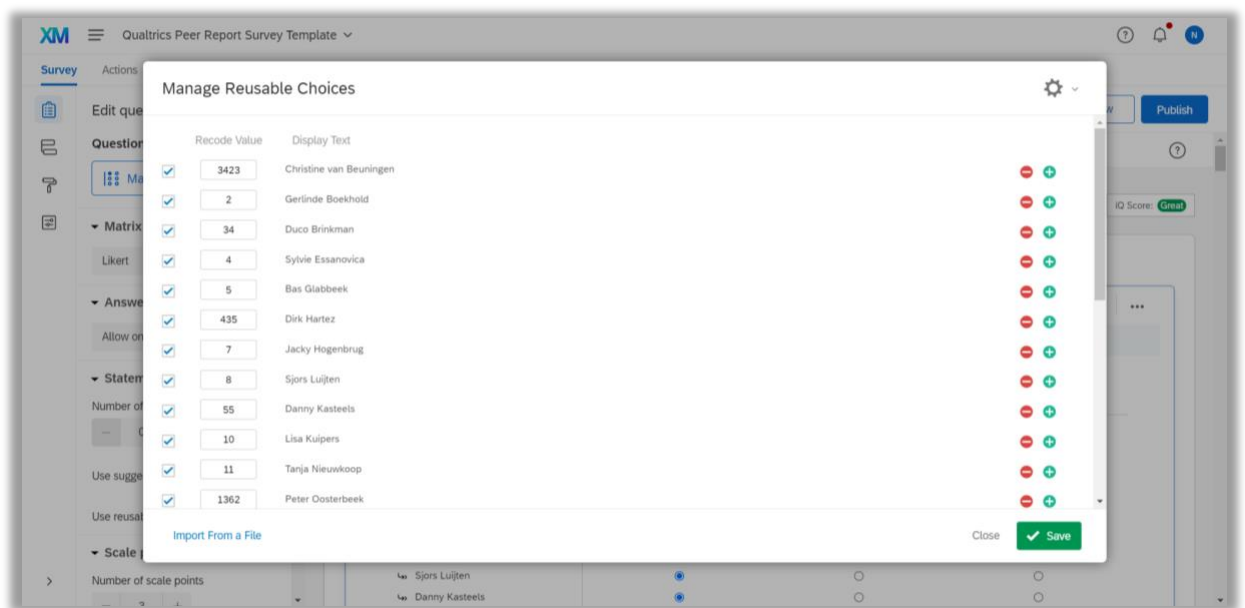 XM Qualtrics Peer Report Survey Template
N
Survey Actions
Manage Reusable Choices
Edit que
Publish
Recode Value Display Text
Question
3423 Christine van Beuningen
Ma
2 Gerlinde Boekhold
iQ Score: Great
34 Duco Brinkman
Matrix
4 Sylvie Essanovica
Likert
5 Bas Glabbeek
Answe
435 Dirk Hartez
Allow on
7 Jacky Hogenbrug
8 Sjors Luijten
Statem
Number of
55 Danny Kasteels
10 Lisa Kuipers
11 Tanja Nieuwkoop
Use sugge
1362 Peter Oosterbeek
Use reusab
Import From a File
Close Save
Scale p
Number of scale points
Sjors Luijten
Danny Kasteels